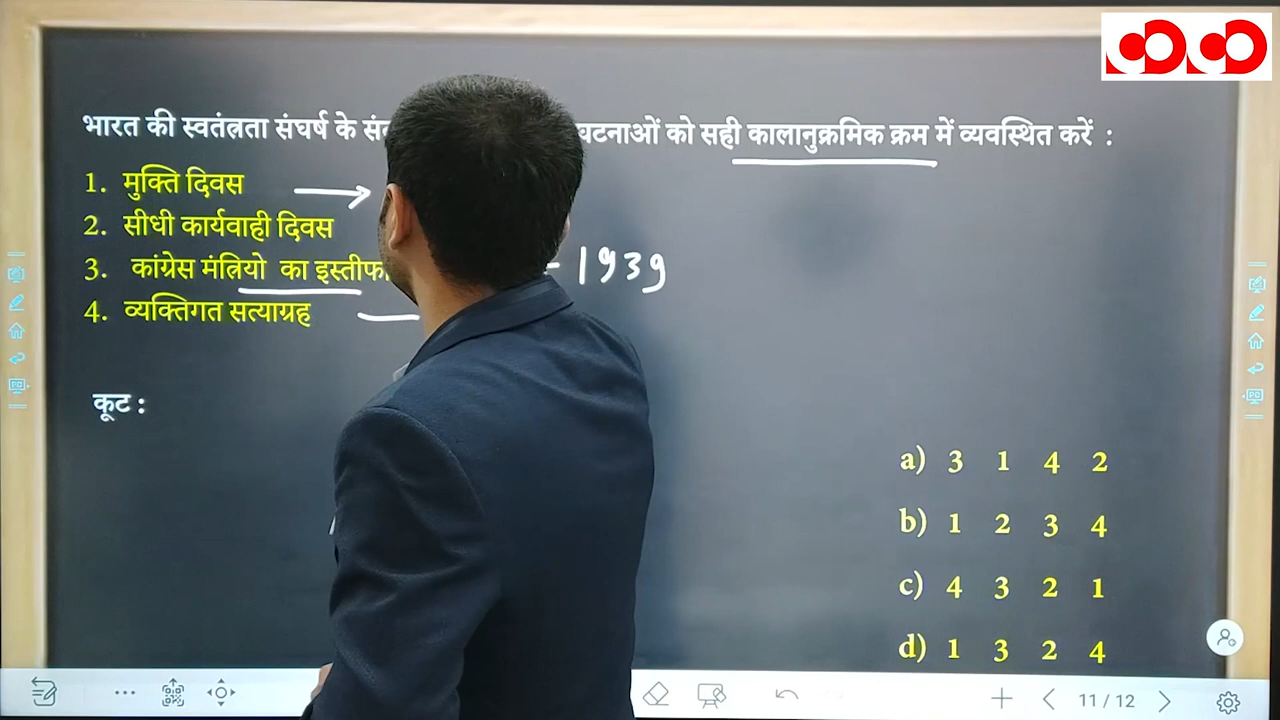 भारत की स्वतंत्रता संघर्ष के घटनाओं को सही कालानुक्रमिक क्रम में व्यवस्थित करें :
1. मुक्ति दिवस
2. सीधी कार्यवाही दिवस
3. कांग्रेस मंत्रियो का इस्तीफा - 1939
4. व्यक्तिगत सत्याग्रह
कूट :
a) 3 1 4 2
b) 1 2 3 4
c) 4 3 2 1
d) 1 3 2 4
11 / 12